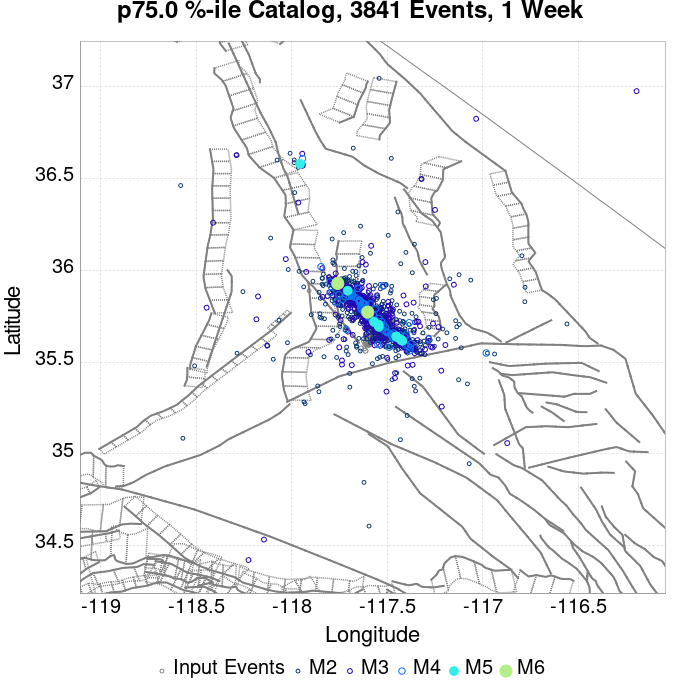 p75.0 %-ile Catalog, 3841 Events, 1 Week
37
36.5
36
35.5
35
34.5
Latitude
-119 -118.5 -118 -117.5 -117 -116.5
Longitude
Input Events M2 M3 M4 M5 M6